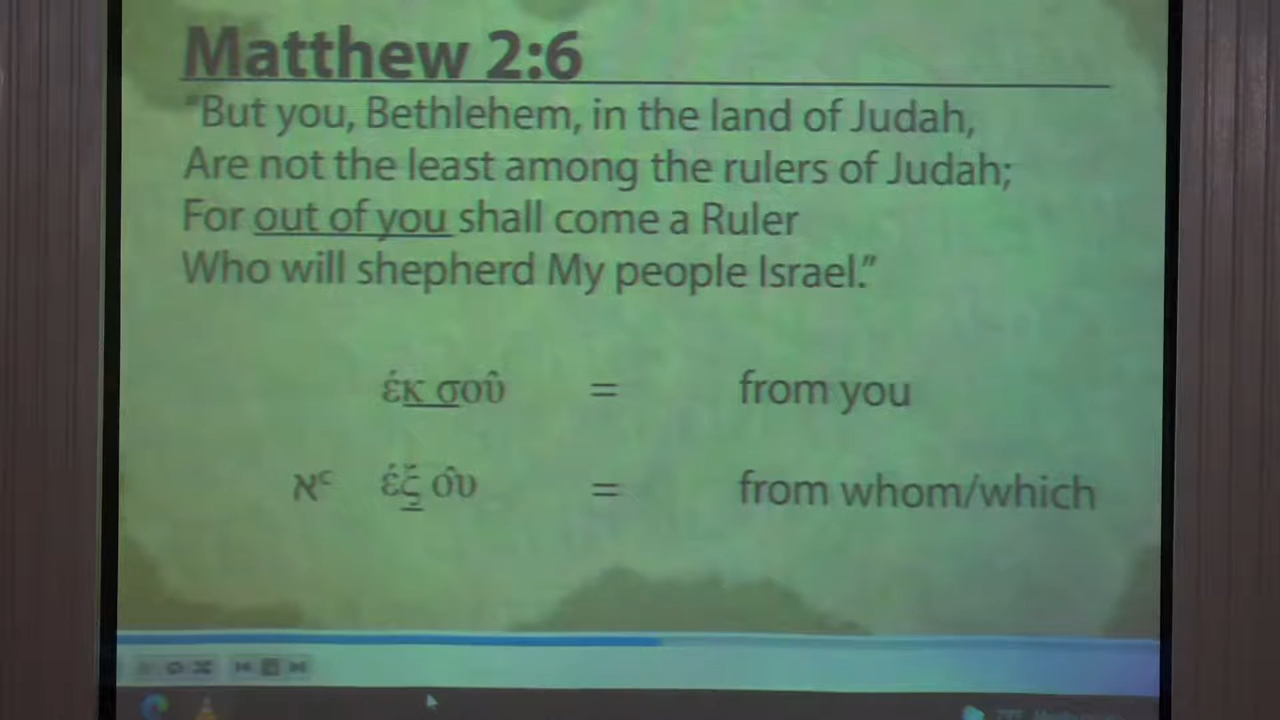 Matthew 2:6
“But you, Bethlehem, in the land of Judah,
Are not the least among the rulers of Judah;
For out of you shall come a Ruler
Who will shepherd My people Israel.”
ἐκ σοῦ = from you
אᶜ ἐξ οὗ = from whom/which